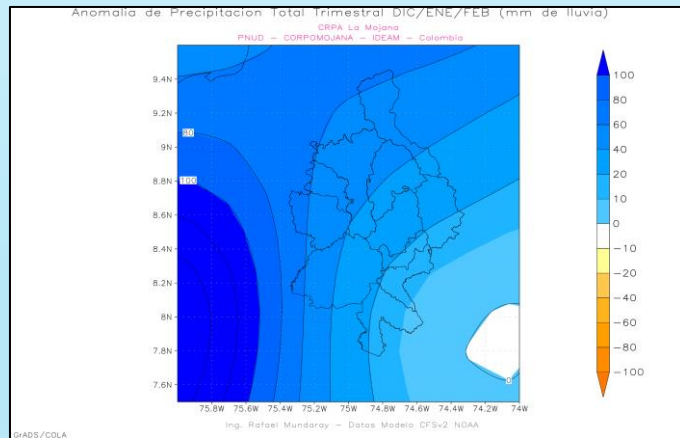 Anomalia de Precipitacion Total Trimestral DIC/ENE/FEB (mm de lluvia)
CRPA La Mojana
PNUD – CORPOMOJANA – IDEAM – Colombia
9.4N
9.2N
9N
8.8N
8.6N
8.4N
8.2N
8N
7.8N
7.6N
80
100
0
75.8W 75.6W 75.4W 75.2W 75W 74.8W 74.6W 74.4W 74.2W 74W
100
80
60
40
20
10
0
−10
−20
−40
−60
−80
−100
Ing. Rafael Mundaray – Datos Modelo CFSv2 NOAA
GrADS/COLA